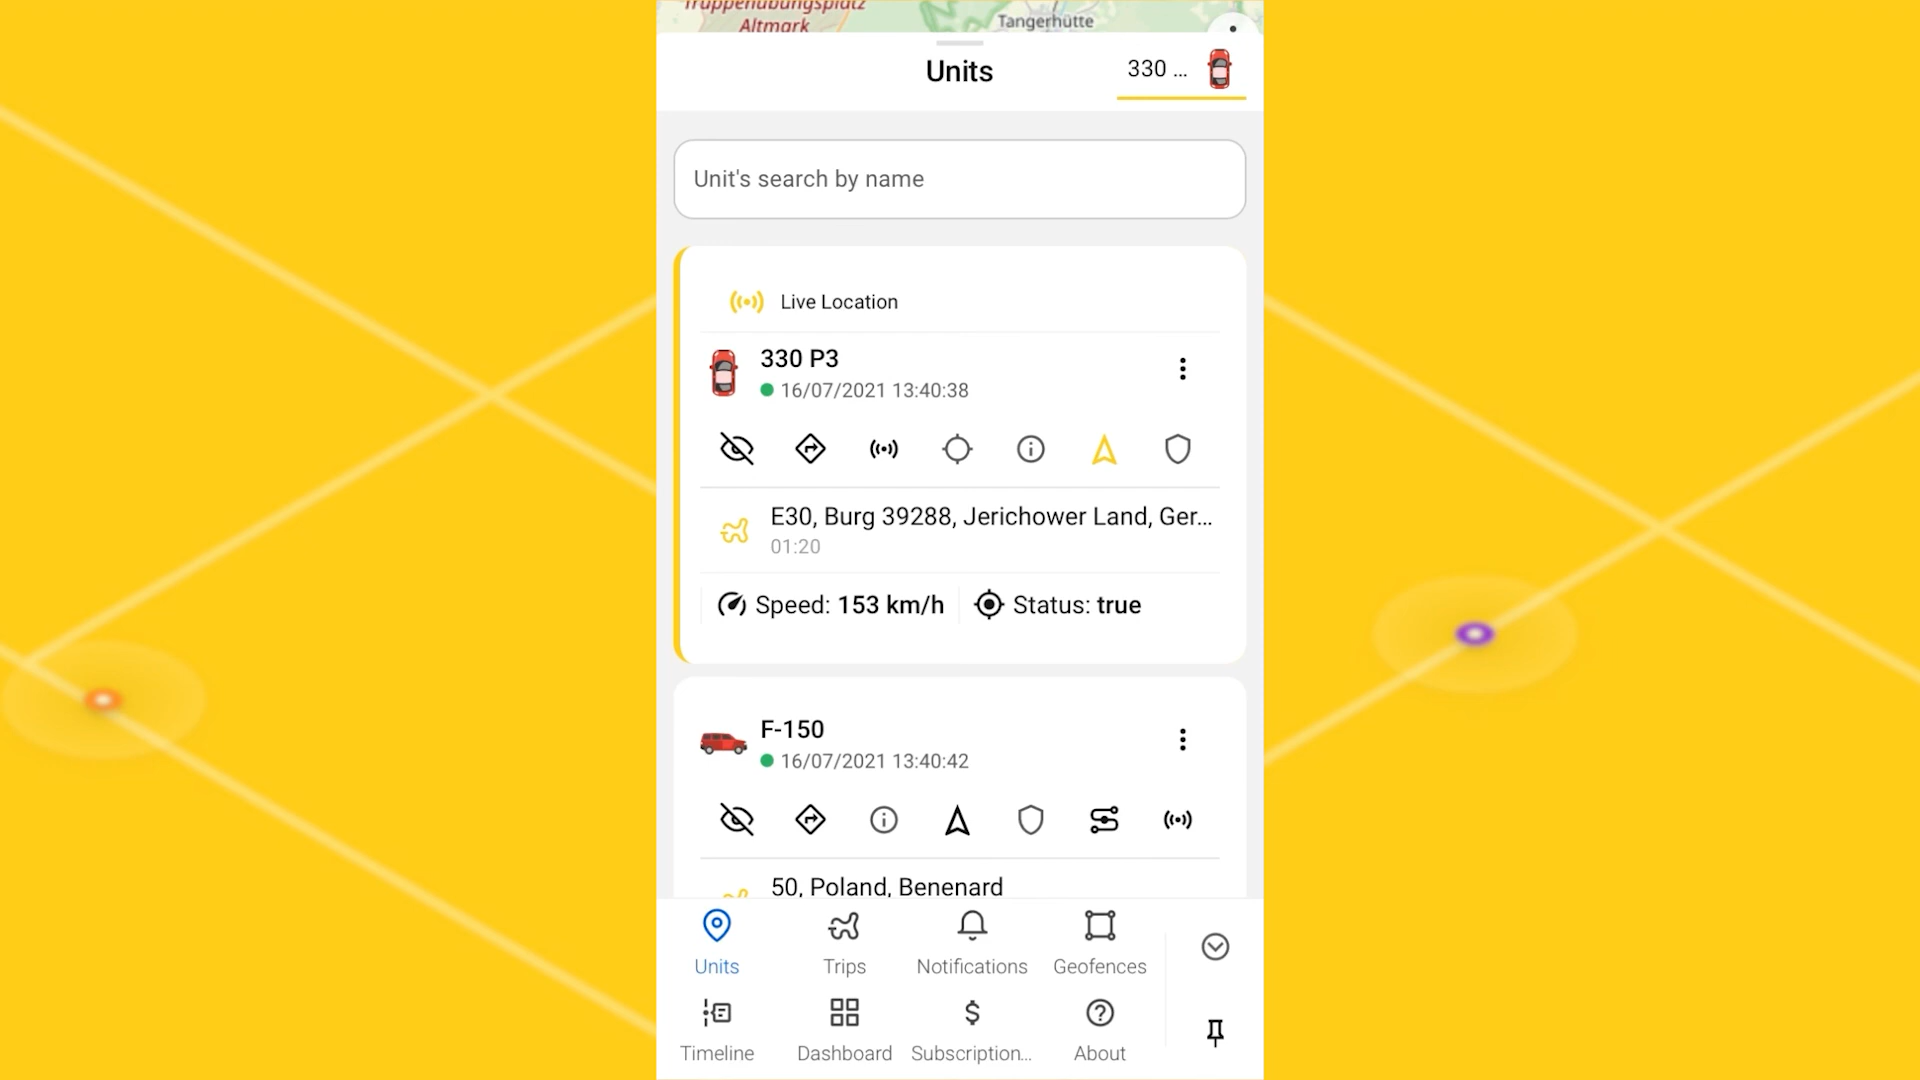 Truppenübungsplatz
Altmark
Tangerhütte
Units
330 ...
Unit's search by name
Live Location
330 P3
16/07/2021 13:40:38
E30, Burg 39288, Jerichower Land, Ger...
01:20
Speed: 153 km/h
Status: true
F-150
16/07/2021 13:40:42
50, Poland, Benenard
Units
Trips
Notifications
Geofences
Timeline
Dashboard
Subscription...
About